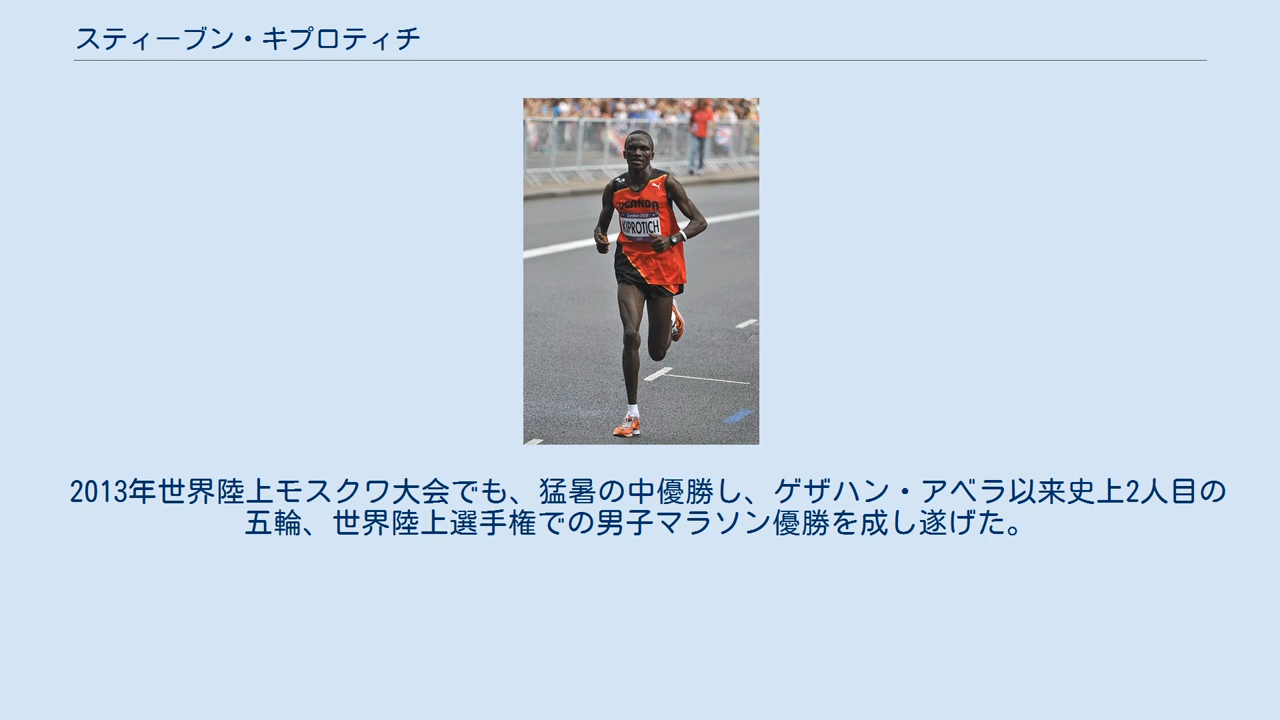 スティーブン・キプロティチ
UGANDA
London 2012
KIPROTICH
2013年世界陸上モスクワ大会でも、猛暑の中優勝し、ゲザハン・アベラ以来史上2人目の
五輪、世界陸上選手権での男子マラソン優勝を成し遂げた。